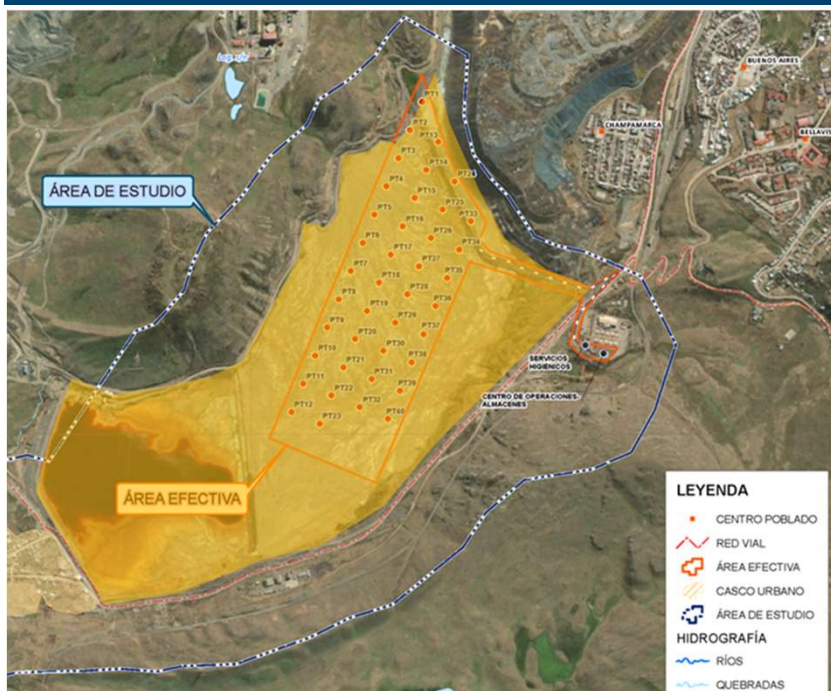 Lag. s/n
BUENOS AIRES
CHAMPAMARCA
BELLAVIS
ÁREA DE ESTUDIO
PT1
PT2
PT13
PT3
PT14
PT4
PT24
PT15
PT5
PT25
PT33
PT16
PT6
PT26
PT34
PT17
PT7
PT27
PT35
PT18
PT8
PT28
PT36
PT19
PT9
PT29
PT37
PT20
PT10
PT30
PT38
PT21
PT11
PT31
PT39
PT22
PT12
PT32
PT40
PT23
SERVICIOS
HIGIÉNICOS
CENTRO DE OPERACIONES-
ALMACENES
ÁREA EFECTIVA
LEYENDA
CENTRO POBLADO
RED VIAL
ÁREA EFECTIVA
CASCO URBANO
ÁREA DE ESTUDIO
HIDROGRAFÍA
RÍOS
QUEBRADAS